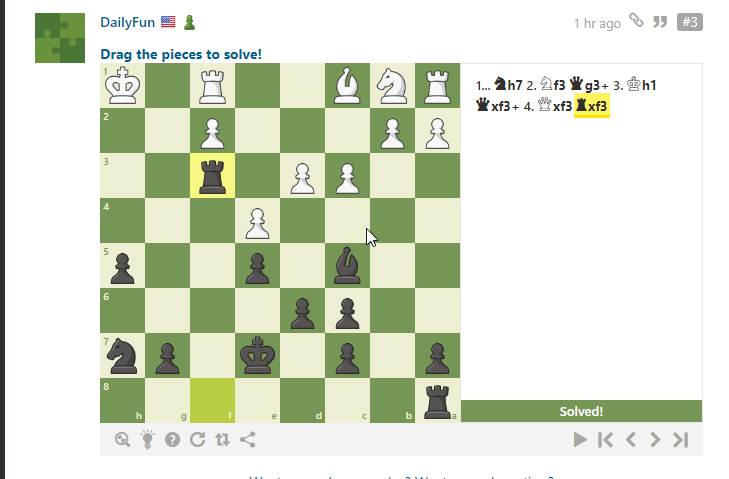 DailyFun
1 hr ago
#3
Drag the pieces to solve!
1
2
3
4
5
6
7
8
h
g
f
e
d
c
b
a
1... h7 2. f3 g3+ 3. h1
xf3+ 4. xf3 xf3
Solved!